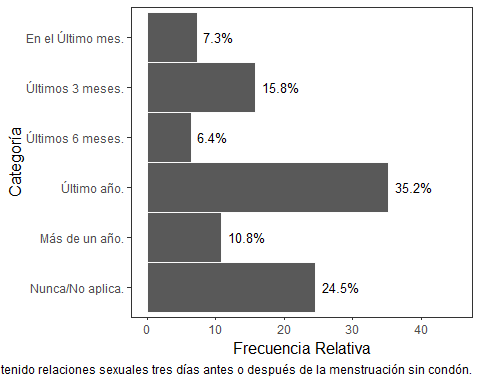 En el Último mes.
7.3%
Últimos 3 meses.
15.8%
Últimos 6 meses.
6.4%
Último año.
35.2%
Más de un año.
10.8%
Nunca/No aplica.
24.5%
Categoría
0 10 20 30 40
Frecuencia Relativa
tenido relaciones sexuales tres días antes o después de la menstruación sin condón.